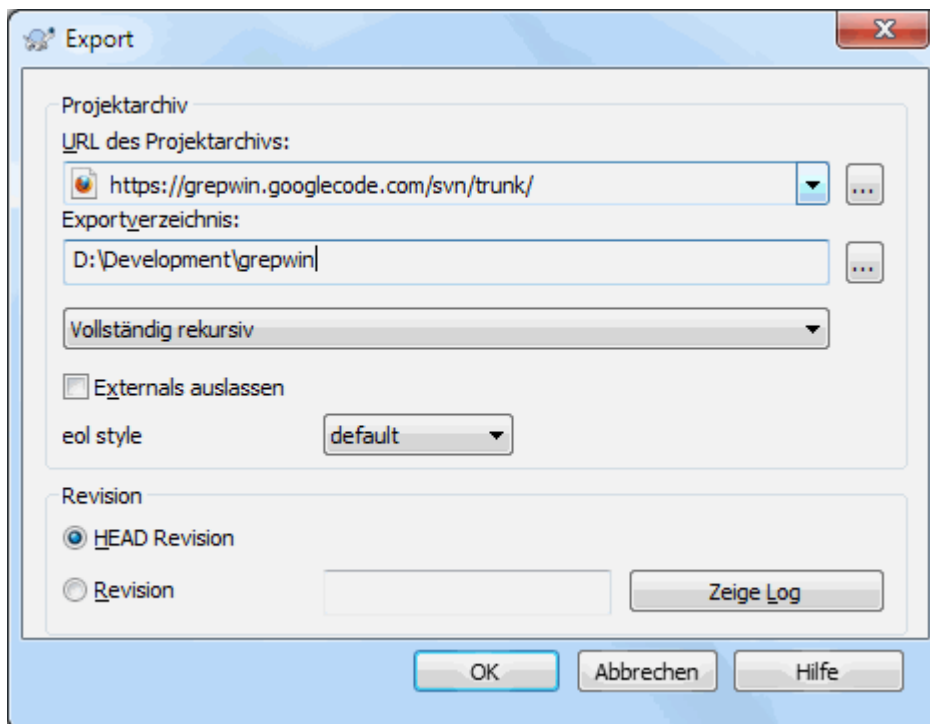 Export
Projektarchiv
URL des Projektarchivs:
https://grepwin.googlecode.com/svn/trunk/
...
Exportverzeichnis:
D:\Development\grepwin
...
Vollständig rekursiv
Externals auslassen
eol style
default
Revision
HEAD Revision
Revision
Zeige Log
OK
Abbrechen
Hilfe